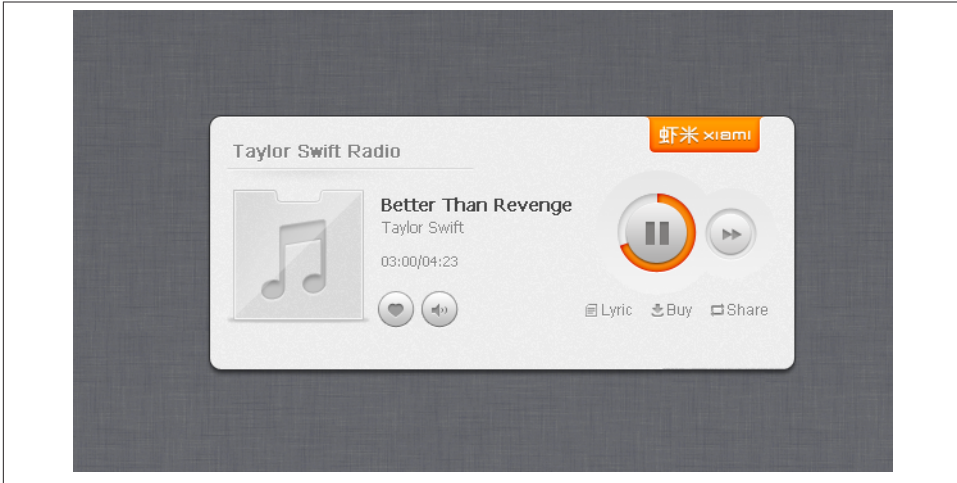 虾米 xiami
Taylor Swift Radio
Better Than Revenge
Taylor Swift
03:00/04:23
Lyric Buy Share